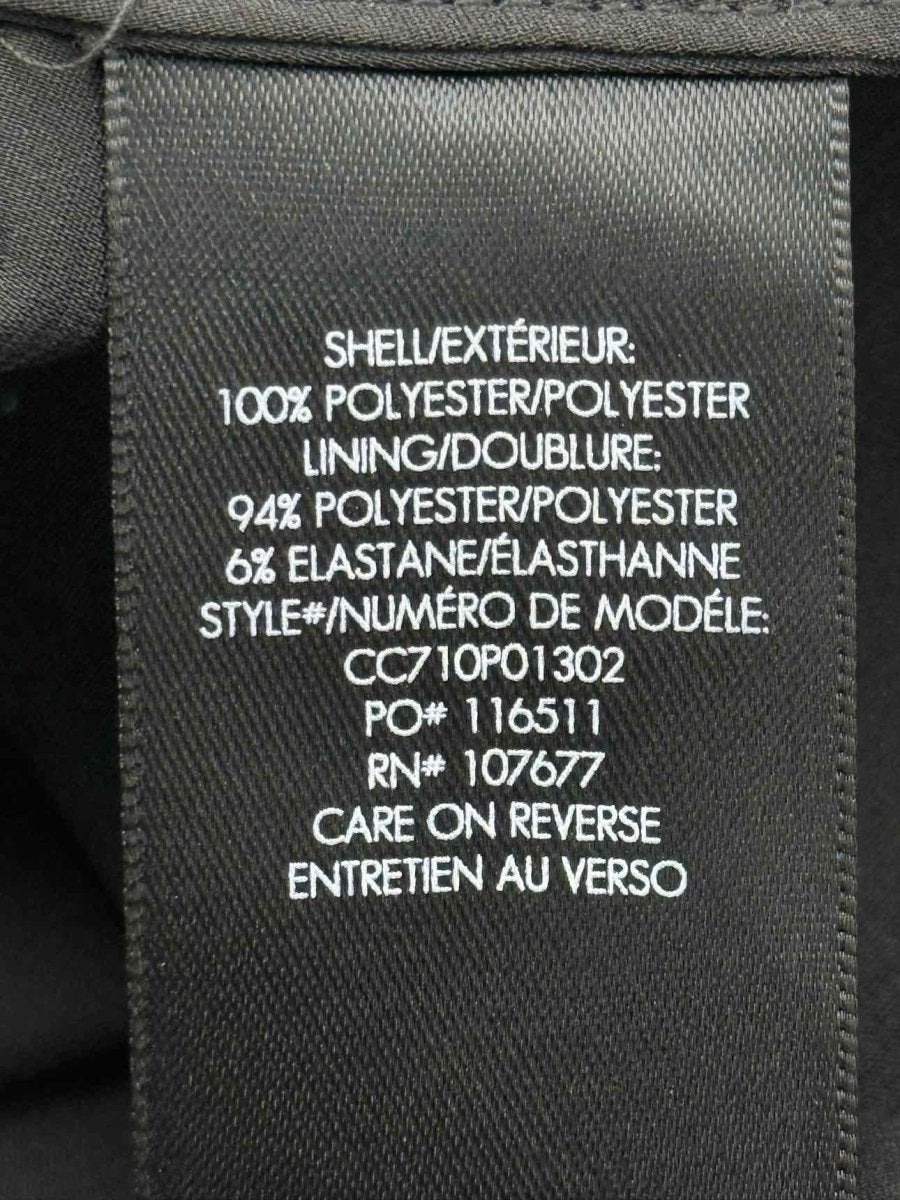 SHELL/EXTÉRIEUR:
100% POLYESTER/POLYESTER
LINING/DOUBLURE:
94% POLYESTER/POLYESTER
6% ELASTANE/ÉLASTHANNE
STYLE#/NUMÉRO DE MODÉLE:
CC710P01302
PO# 116511
RN# 107677
CARE ON REVERSE
ENTRETIEN AU VERSO